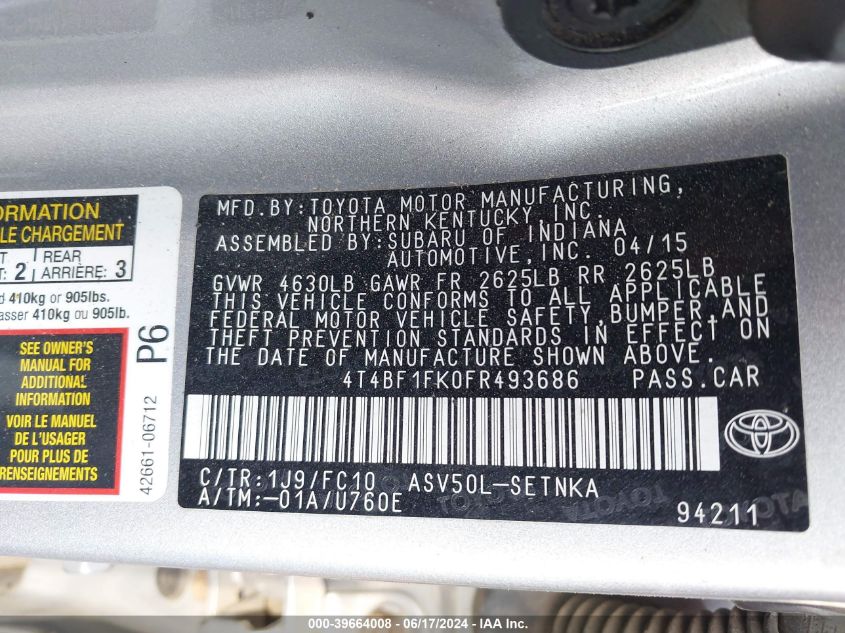 ORMATION
LE CHARGEMENT
T REAR
T: 2 ARRIÈRE: 3
d 410kg or 905lbs.
asser 410kg ou 905lb.
P6
SEE OWNER'S
MANUAL FOR
ADDITIONAL
INFORMATION
VOIR LE MANUEL
DE L'USAGER
POUR PLUS
RENSEIGNEMENTS
42661-06712
MFD.BY:TOYOTA MOTOR MANUFACTURING,
NORTHERN KENTUCKY, INC.
ASSEMBLED BY:SUBARU OF INDIANA
AUTOMOTIVE,INC. 04/15
GVWR 4630LB GAWR FR 2625LB RR 2625LB
THIS VEHICLE CONFORMS TO ALL APPLICABLE
FEDERAL MOTOR VEHICLE SAFETY,BUMPER,AND
THEFT PREVENTION STANDARDS IN EFFECT ON
THE DATE OF MANUFACTURE SHOWN ABOVE.
4T4BF1FK0FR493686 PASS.CAR
C/TR:1J9/FC10 ASV50L-SETNKA
A/TM:-01A/U760E
TOYOTA
94211
000-39664008 - 06/17/2024 - IAA Inc.